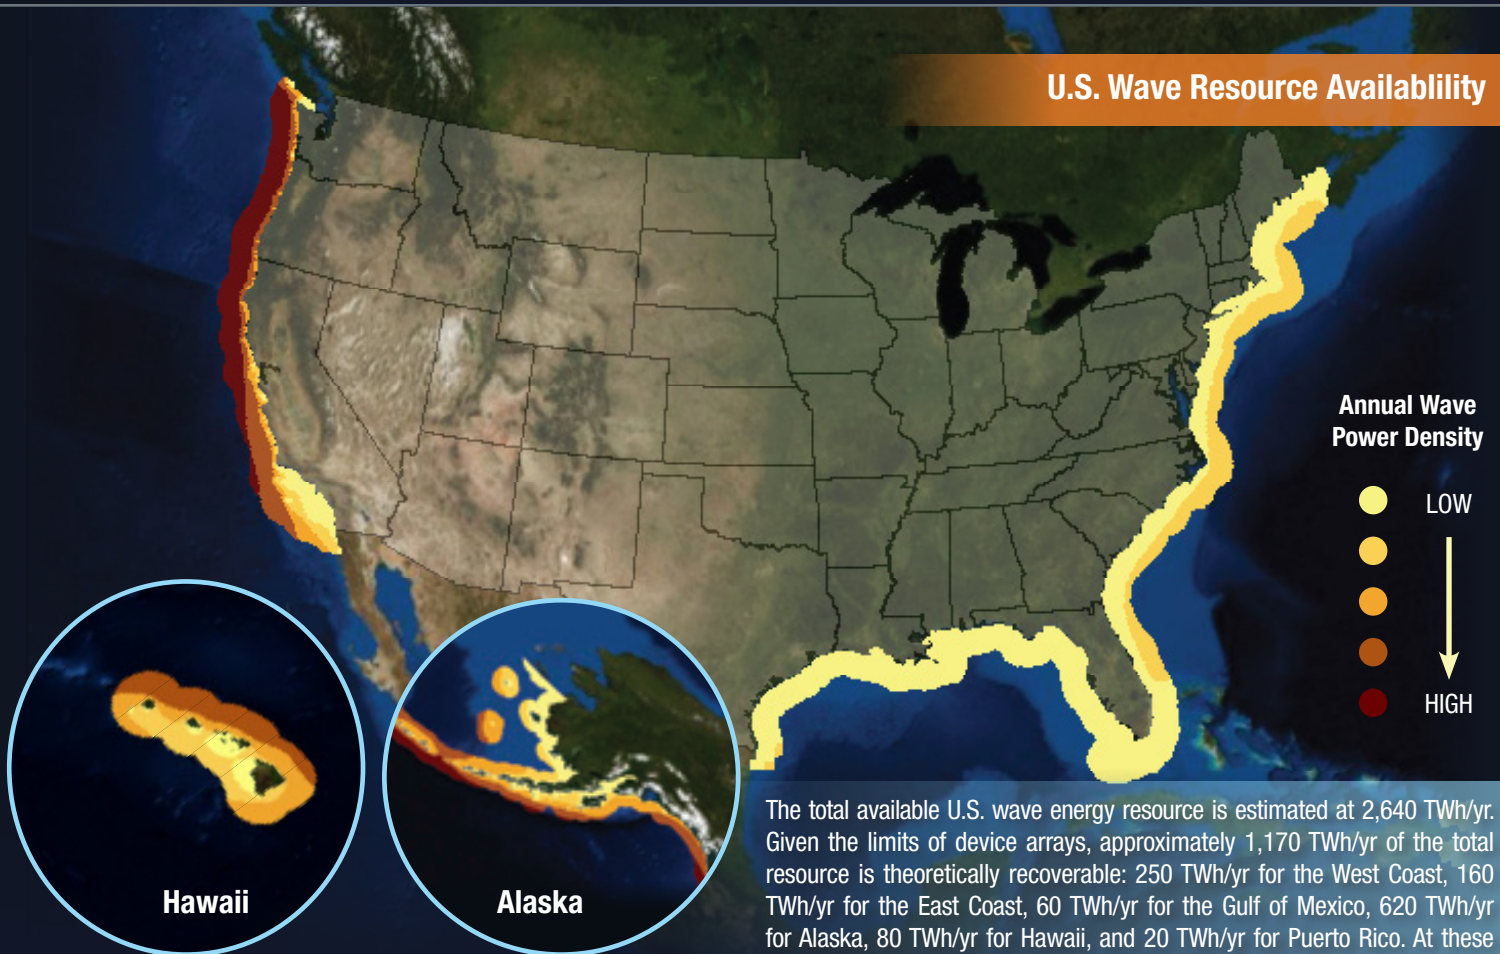 U.S. Wave Resource Availablility
Annual Wave
Power Density
LOW
HIGH
Hawaii
Alaska
The total available U.S. wave energy resource is estimated at 2,640 TWh/yr.
Given the limits of device arrays, approximately 1,170 TWh/yr of the total
resource is theoretically recoverable: 250 TWh/yr for the West Coast, 160
TWh/yr for the East Coast, 60 TWh/yr for the Gulf of Mexico, 620 TWh/yr
for Alaska, 80 TWh/yr for Hawaii, and 20 TWh/yr for Puerto Rico. At these